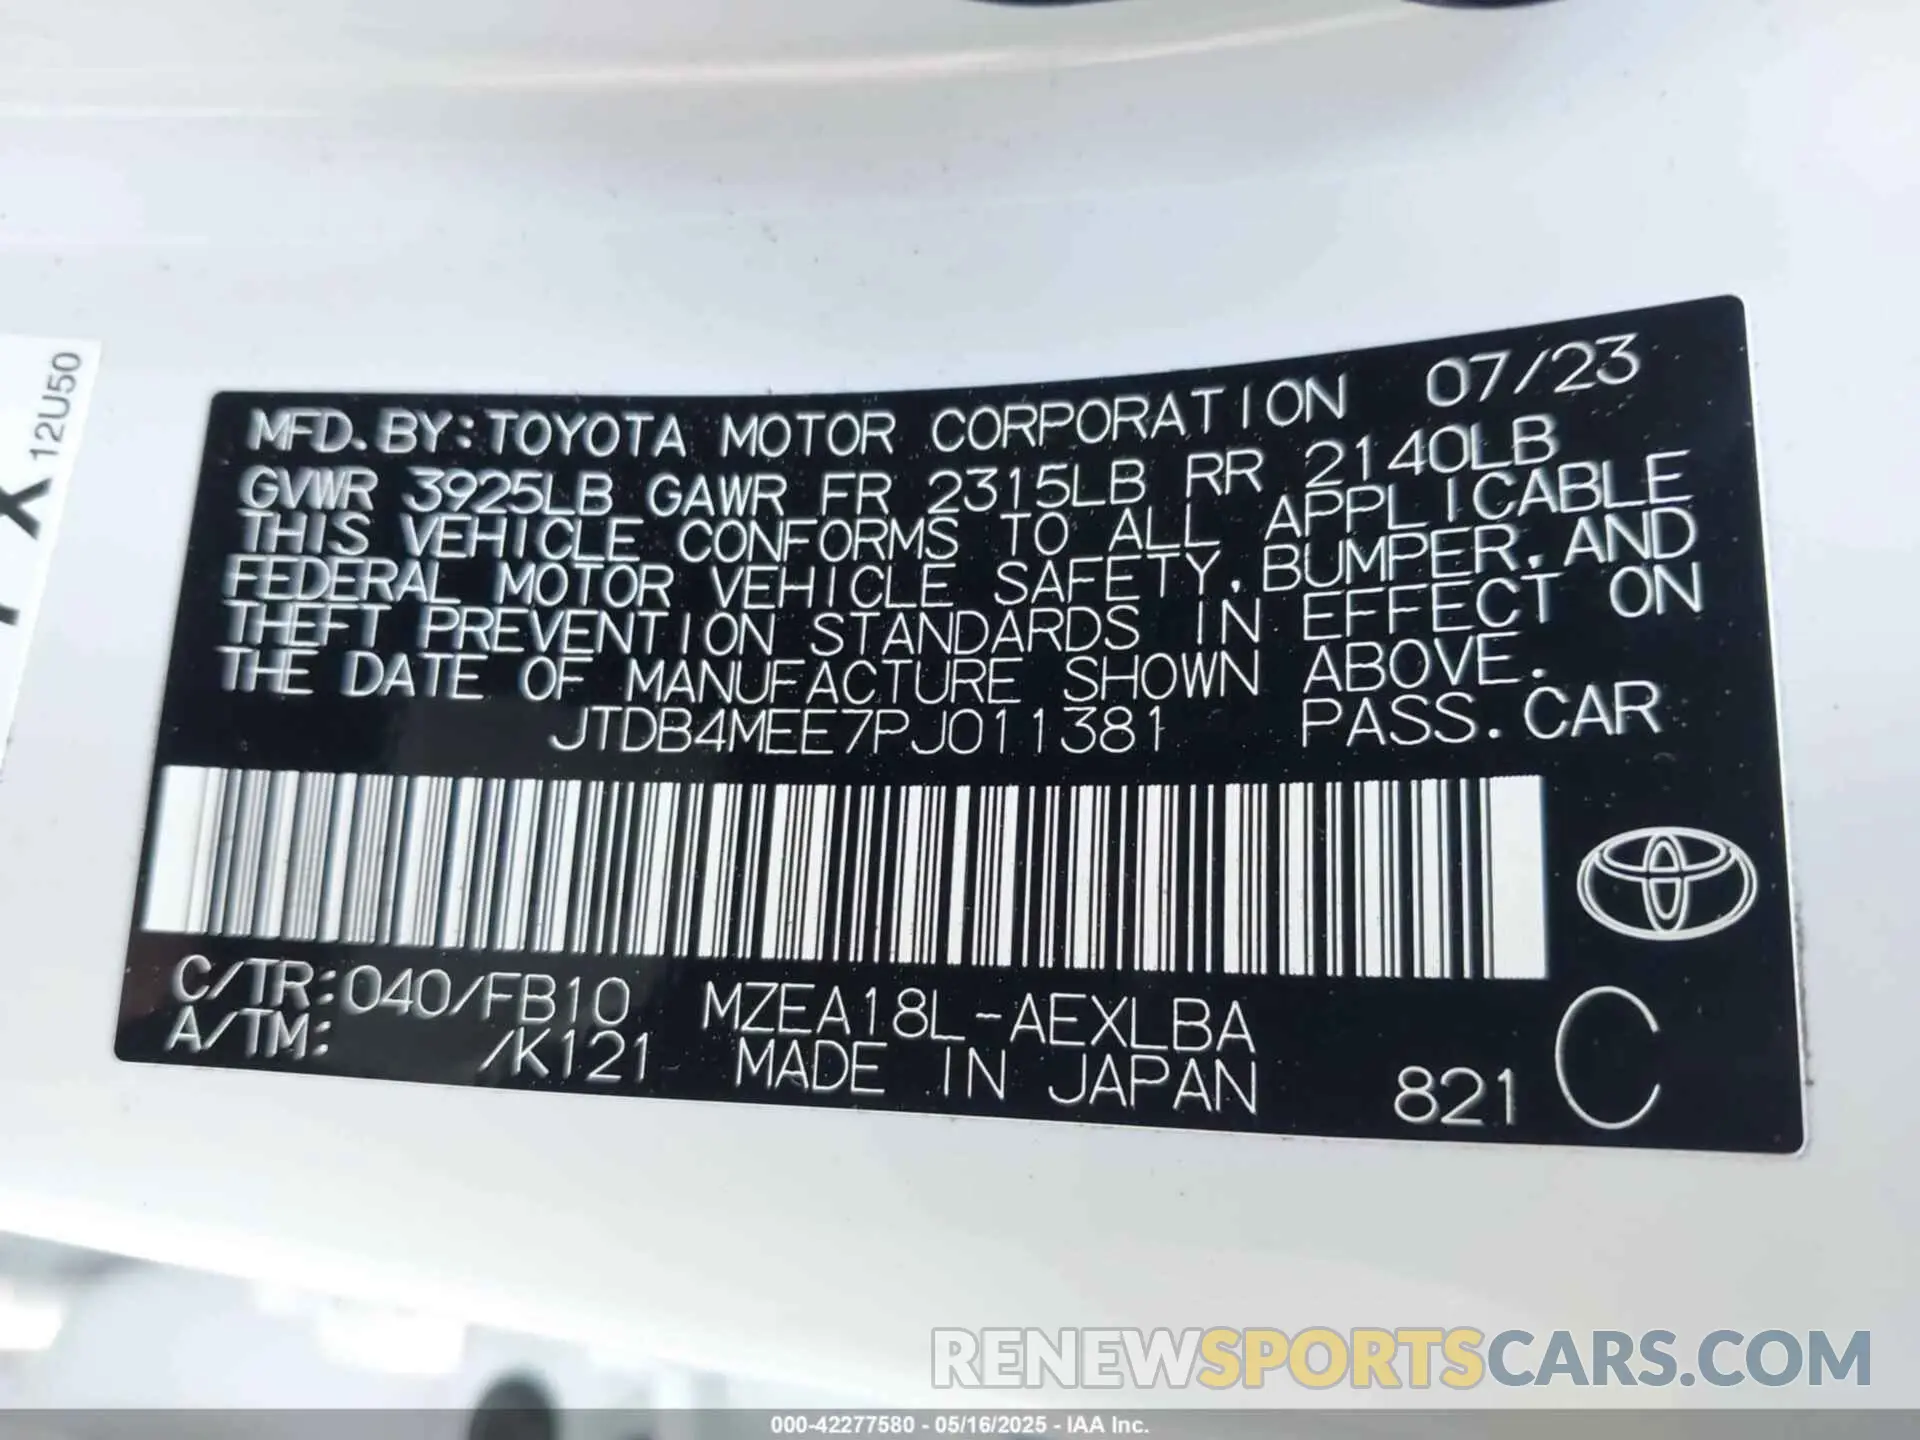 12U50
X
MFD. BY: TOYOTA MOTOR CORPORATION 07/23
GVWR 3925LB GAWR FR 2315LB RR 2140LB
THIS VEHICLE CONFORMS TO ALL APPLICABLE
FEDERAL MOTOR VEHICLE SAFETY, BUMPER, AND
THEFT PREVENTION STANDARDS IN EFFECT ON
THE DATE OF MANUFACTURE SHOWN ABOVE.
JTDB4MEE7PJ011381 PASS. CAR
C/TR: 040/FB10 MZEA18L-AEXLBA
A/TM: /K121 MADE IN JAPAN 821 C
RENEWSPORTSCARS.COM
000-42277580 - 05/16/2025 - IAA Inc.